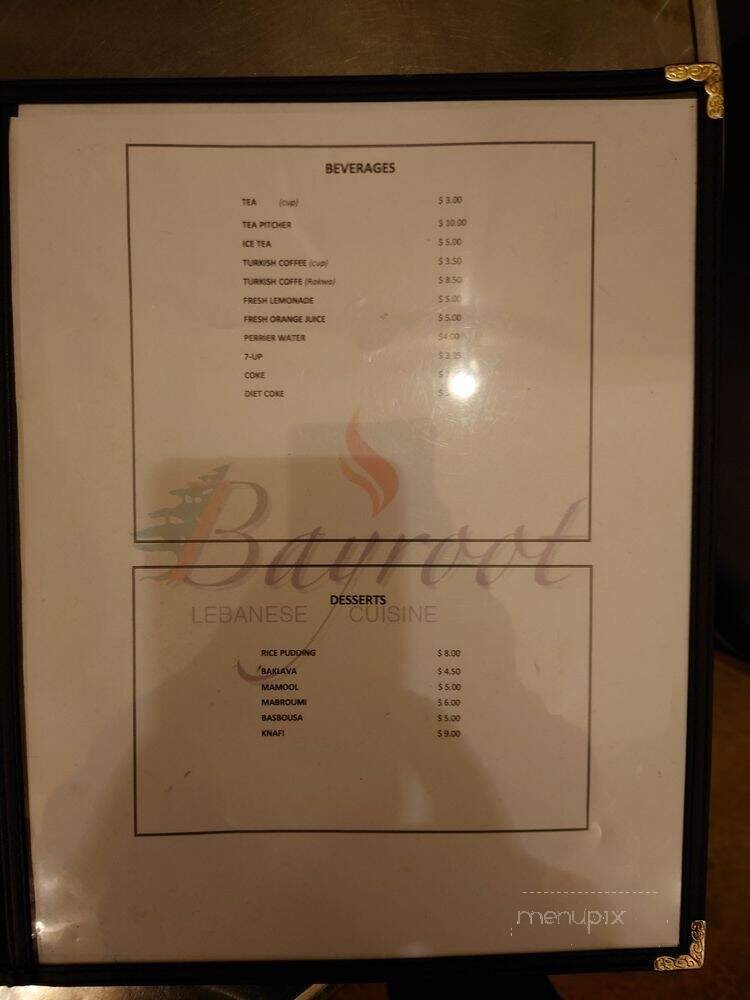 BEVERAGES
TEA (cup) $ 3.00
TEA PITCHER $ 10.00
ICE TEA $ 5.00
TURKISH COFFEE (cup) $ 3.50
TURKISH COFFE (Rakwa) $ 8.50
FRESH LEMONADE $ 5.00
FRESH ORANGE JUICE $ 5.00
PERRIER WATER $4.00
7-UP
COKE
DIET COKE
Bayroot
DESSERTS
LEBANESE CUISINE
RICE PUDDING $ 8.00
BAKLAVA $ 4.50
MAMOOL $ 5.00
MABROUMI $ 6.00
BASBOUSA $ 5.00
KNAFI $ 9.00
menupix